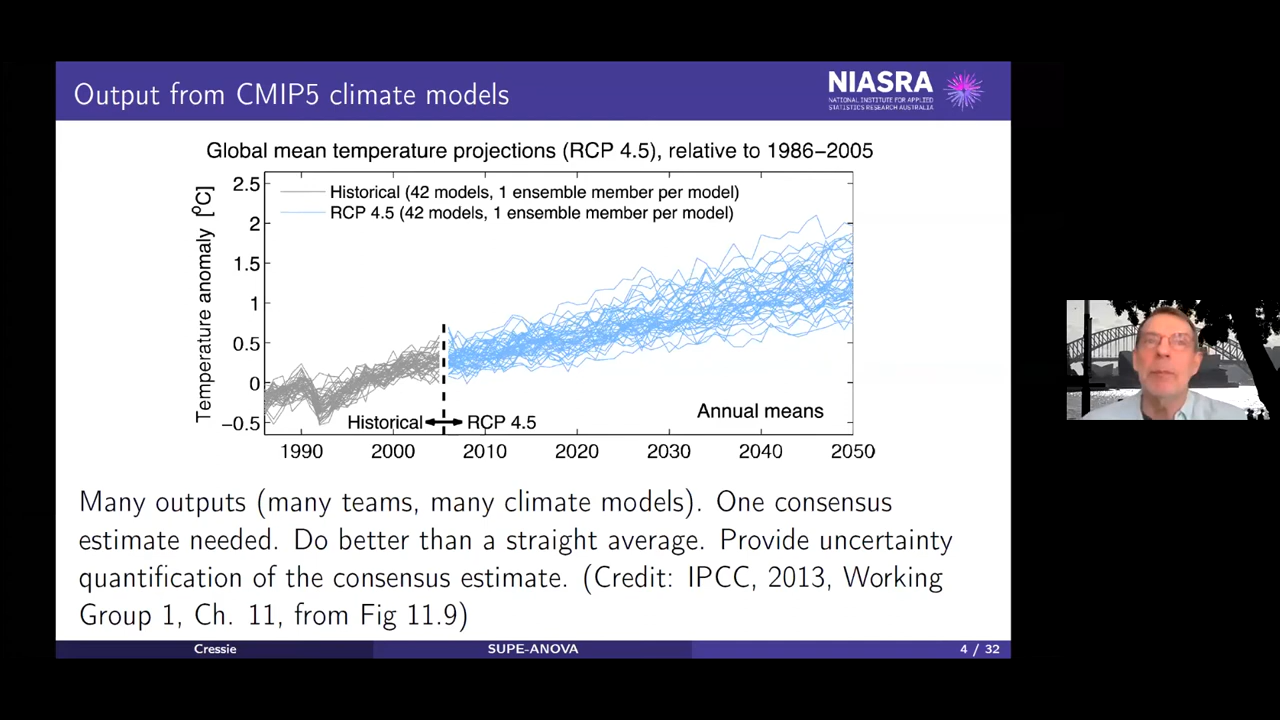 Output from CMIP5 climate models
NIASRA
NATIONAL INSTITUTE FOR APPLIED
STATISTICS RESEARCH AUSTRALIA
Global mean temperature projections (RCP 4.5), relative to 1986−2005
Temperature anomaly [°C]
2.5
2
1.5
1
0.5
0
−0.5
Historical (42 models, 1 ensemble member per model)
RCP 4.5 (42 models, 1 ensemble member per model)
Historical
RCP 4.5
Annual means
1990 2000 2010 2020 2030 2040 2050
Many outputs (many teams, many climate models). One consensus
estimate needed. Do better than a straight average. Provide uncertainty
quantification of the consensus estimate. (Credit: IPCC, 2013, Working
Group 1, Ch. 11, from Fig 11.9)
Cressie SUPE-ANOVA 4 / 32